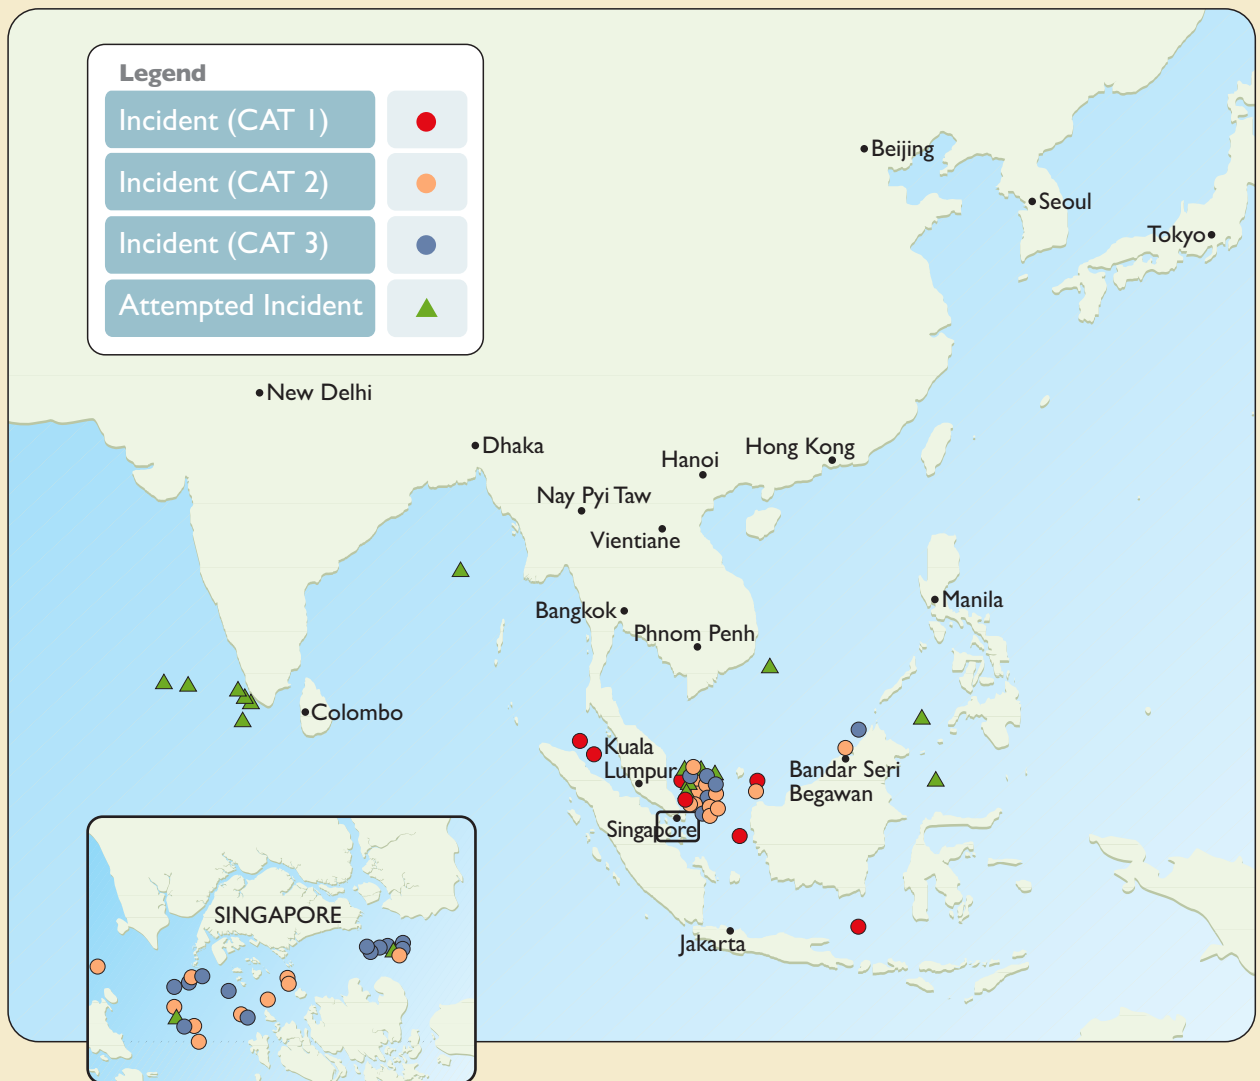 Legend
Incident (CAT 1)
Incident (CAT 2)
Incident (CAT 3)
Attempted Incident
Beijing
Seoul
Tokyo
New Delhi
Dhaka
Hanoi
Hong Kong
Nay Pyi Taw
Vientiane
Bangkok
Manila
Phnom Penh
Colombo
Kuala
Lumpur
Bandar Seri
Begawan
Singapore
SINGAPORE
Jakarta